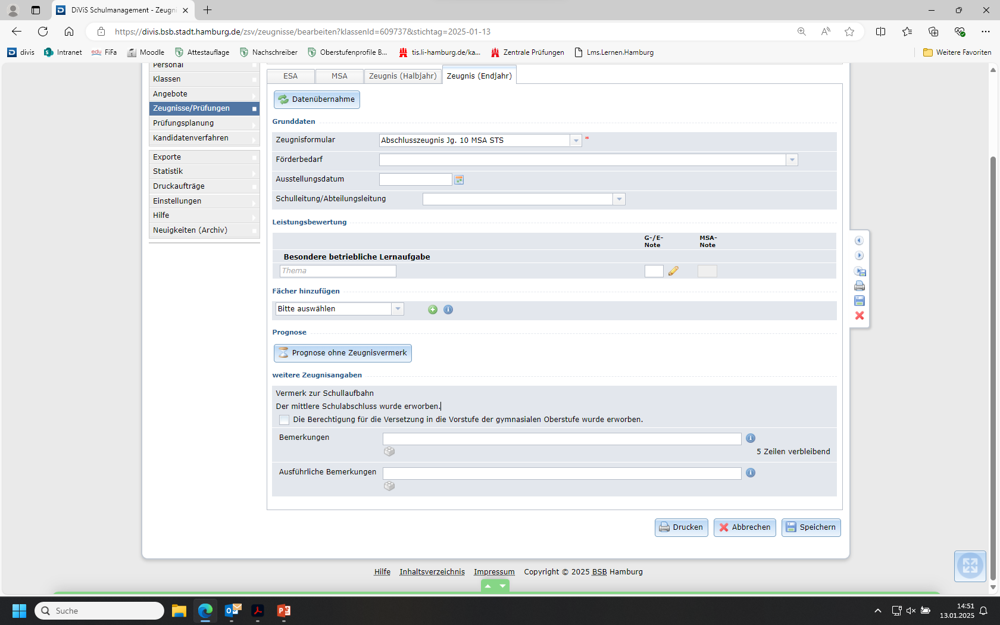 DiViS Schulmanagement - Zeugni
https://divis.bsb.stadt.hamburg.de/zsv/zeugnisse/bearbeiten?klassenId=609737&stichtag=2025-01-13
divis Intranet edu FiFa Moodle Attestauflage Nachschreiber Oberstufenprofile B... tis.li-hamburg.de/ka... Zentrale Prüfungen Lms.Lernen.Hamburg Weitere Favoriten
Personal
Klassen
Angebote
Zeugnisse/Prüfungen
Prüfungsplanung
Kandidatenverfahren
Exporte
Statistik
Druckaufträge
Einstellungen
Hilfe
Neuigkeiten (Archiv)
ESA MSA Zeugnis (Halbjahr) Zeugnis (Endjahr)
Datenübernahme
Grunddaten
Zeugnisformular Abschlusszeugnis Jg. 10 MSA STS *
Förderbedarf
Ausstellungsdatum
Schulleitung/Abteilungsleitung
Leistungsbewertung
G-/E-
Note
MSA-
Note
Besondere betriebliche Lernaufgabe
Thema
Fächer hinzufügen
Bitte auswählen
Prognose
Prognose ohne Zeugnisvermerk
weitere Zeugnisangaben
Vermerk zur Schullaufbahn
Der mittlere Schulabschluss wurde erworben.
Die Berechtigung für die Versetzung in die Vorstufe der gymnasialen Oberstufe wurde erworben.
Bemerkungen
5 Zeilen verbleibend
Ausführliche Bemerkungen
Drucken Abbrechen Speichern
Hilfe Inhaltsverzeichnis Impressum Copyright © 2025 BSB Hamburg
Suche
14:51
13.01.2025